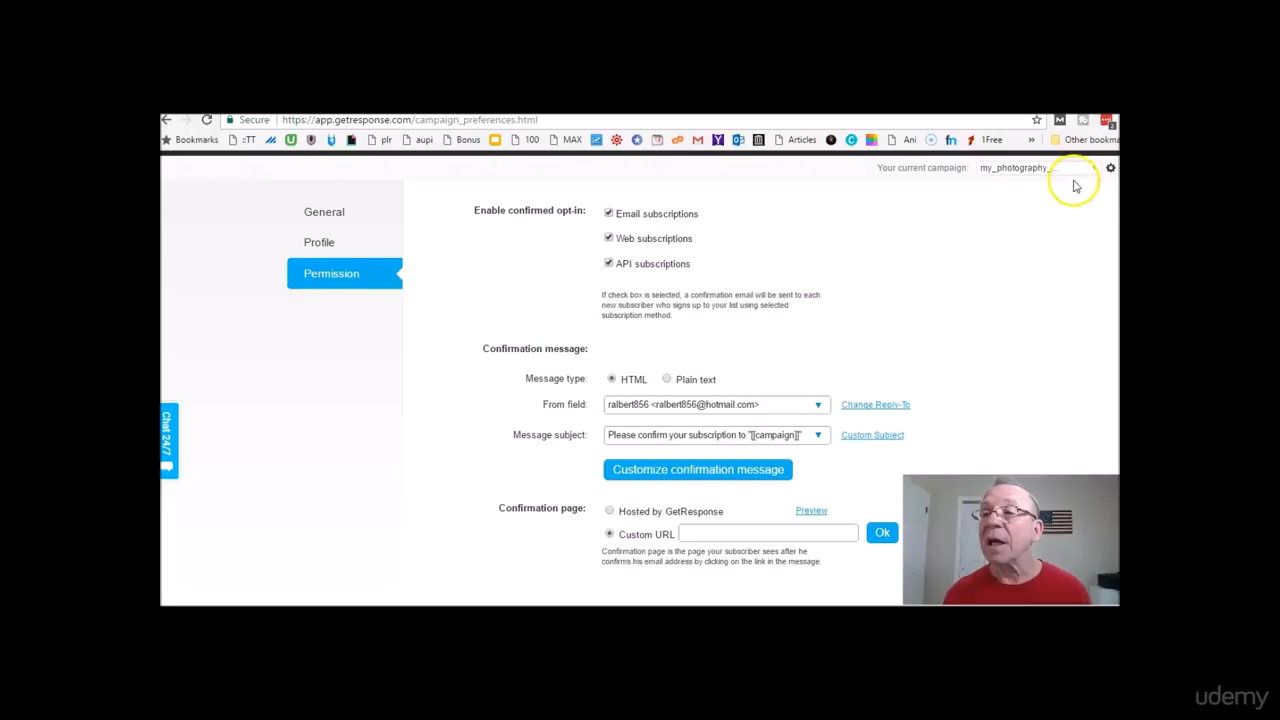 Secure https://app.getresponse.com/campaign_preferences.html
Bookmarks ::TT plr aupi Bonus 100 MAX Articles Ani 1Free » Other bookma
Your current campaign: my_photography_...
General
Profile
Permission
Enable confirmed opt-in: Email subscriptions
Web subscriptions
API subscriptions
If check box is selected, a confirmation email will be sent to each
new subscriber who signs up to your list using selected
subscription method.
Confirmation message:
Message type: HTML Plain text
From field: ralbert856 <ralbert856@hotmail.com> Change Reply-To
Message subject: Please confirm your subscription to "[[campaign]]" Custom Subject
Customize confirmation message
Chat 24/7
Confirmation page: Hosted by GetResponse Preview
Custom URL Ok
Confirmation page is the page your subscriber sees after he
confirms his email address by clicking on the link in the message.
udemy